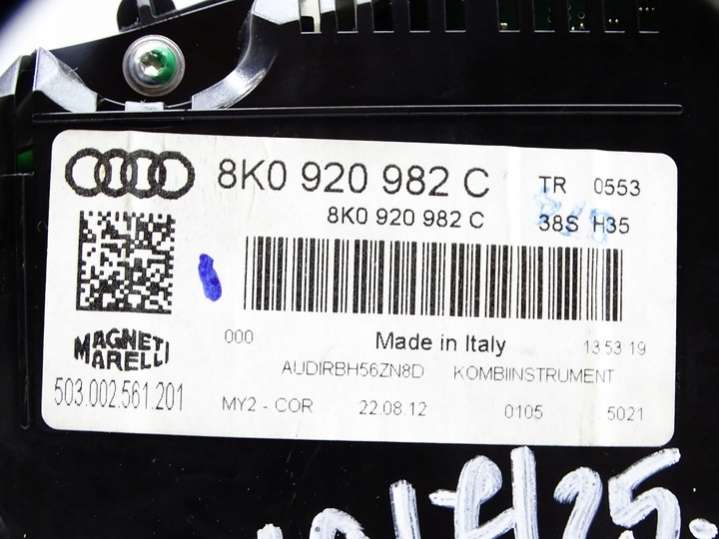 8K0 920 982 C TR 0553
8K0 920 982 C 38S H35
000 Made in Italy 13 53 19
MAGNETI
MARELLI
AUDIRBH56ZN8D KOMBIINSTRUMENT
503.002.561.201
MY2 - COR 22.08.12 0105 5021